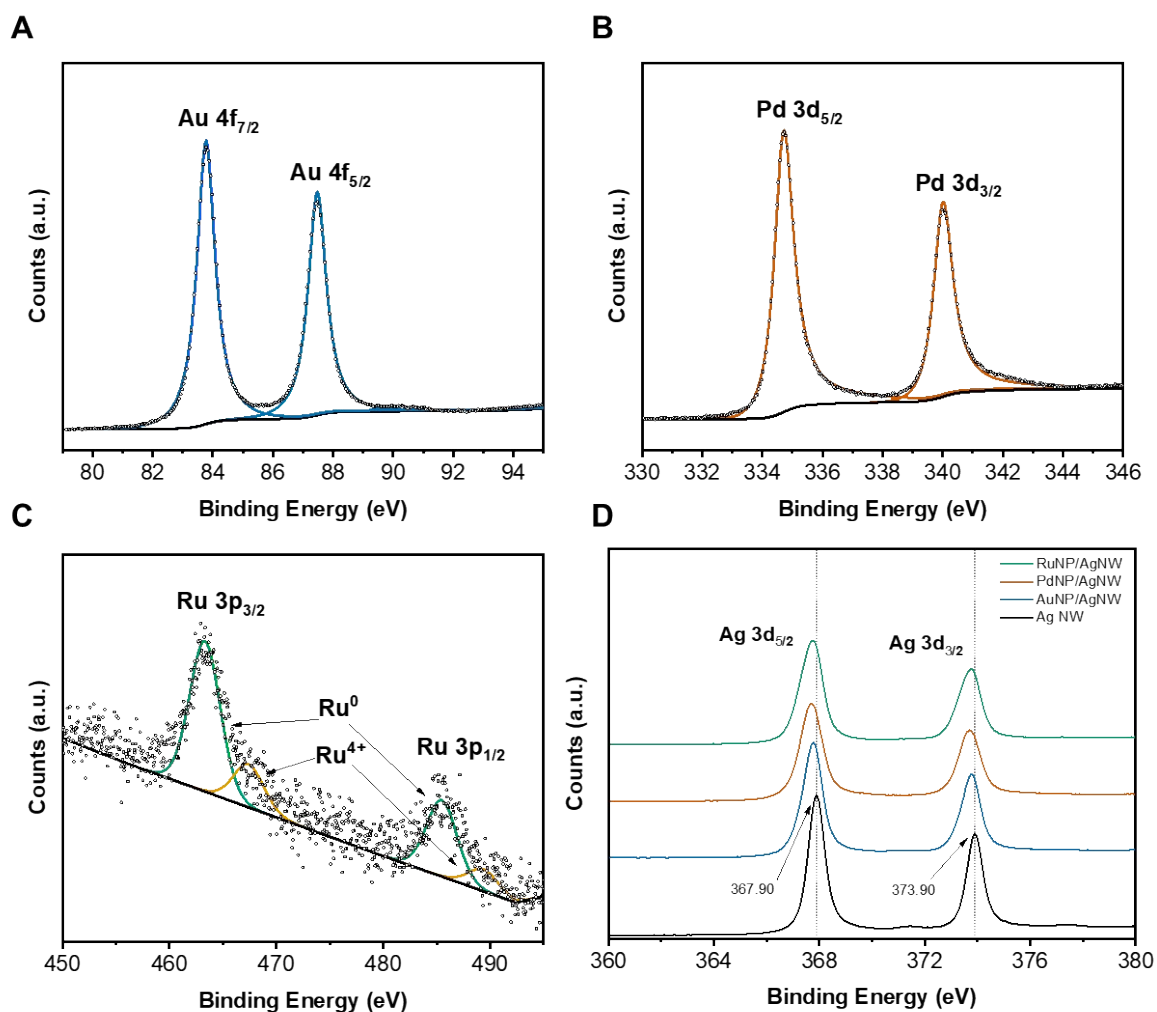 A
Au 4f7/2
Au 4f5/2
Counts (a.u.)
80 82 84 86 88 90 92 94
Binding Energy (eV)
B
Pd 3d5/2
Pd 3d3/2
Counts (a.u.)
330 332 334 336 338 340 342 344 346
Binding Energy (eV)
C
Ru 3p3/2
Ru0
Ru4+
Ru 3p1/2
Counts (a.u.)
450 460 470 480 490
Binding Energy (eV)
D
RuNP/AgNW
PdNP/AgNW
AuNP/AgNW
Ag NW
Ag 3d5/2
Ag 3d3/2
367.90
373.90
Counts (a.u.)
360 364 368 372 376 380
Binding Energy (eV)